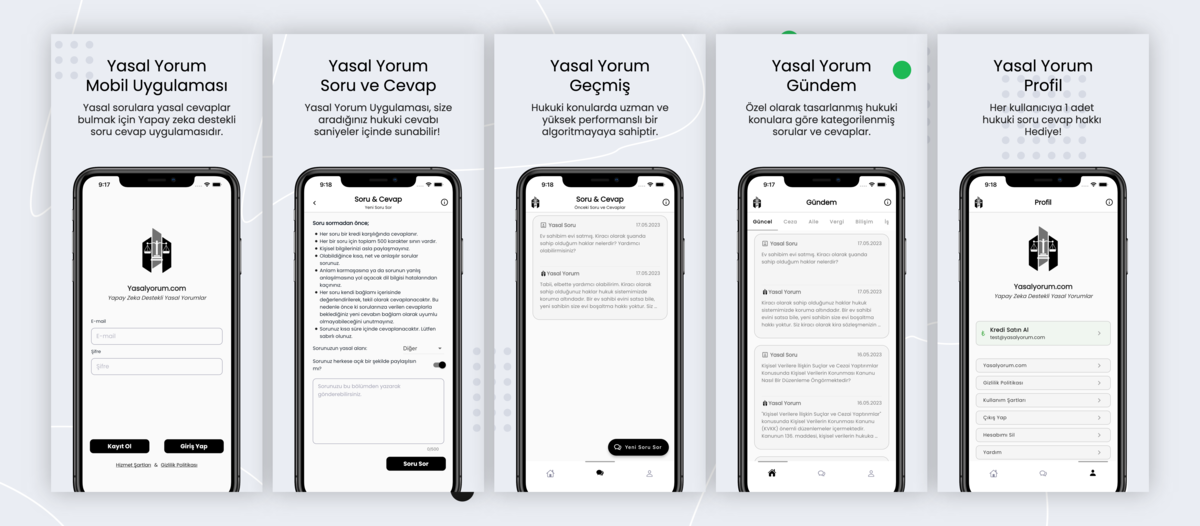 Yasal Yorum
Mobil Uygulaması
Yasal sorulara yasal cevaplar
bulmak için Yapay zeka destekli
soru cevap uygulamasıdır.
9:17
Yasalyorum.com
Yapay Zeka Destekli Yasal Yorumlar
E-mail
E-mail
Şifre
Şifre
Kayıt Ol
Giriş Yap
Hizmet Şartları & Gizlilik Politikası
Yasal Yorum
Soru ve Cevap
Yasal Yorum Uygulaması, size
aradığınız hukuki cevabı
saniyeler içinde sunabilir!
9:18
Soru & Cevap
Yeni Soru Sor
Soru sormadan önce;
Her soru bir kredi karşılığında cevaplanır.
Her bir soru için toplam 500 karakter sınırı vardır.
Kişisel bilgilerinizi asla paylaşmayınız.
Olabildiğince kısa, net ve anlaşılır sorular
sorunuz.
Anlam karmaşasına ya da sorunun yanlış
anlaşılmasına yol açacak dil bilgisi hatalarından
kaçınınız.
Her soru kendi bağlamı içerisinde
değerlendirilerek, tekil olarak cevaplanacaktır. Bu
nedenle önce ki sorularınıza verilen cevaplarla
beklediğiniz yeni cevabın bağlam olarak uyumlu
olmayabileceğini unutmayınız.
Sorunuz kısa süre içinde cevaplanacaktır. Lütfen
sabırlı olunuz.
Sorunuzun yasal alanı:
Diğer
Sorunuz herkese açık bir şekilde paylaşılsın
mı?
Sorunuzu bu bölümden yazarak
gönderebilirsiniz.
Soru Sor
Yasal Yorum
Geçmiş
Hukuki konularda uzman ve
yüksek performanslı bir
algoritmayaya sahiptir.
9:18
Soru & Cevap
Önceki Soru ve Cevaplar
Yasal Soru
17.05.2023
Ev sahibim evi satmış. Kiracı olarak şuanda
sahip olduğum haklar nelerdir? Yardımcı
olabilirmisiniz?
Yasal Yorum
17.05.2023
Tabii, elbette yardımcı olabilirim. Kiracı olarak
sahip olduğunuz haklar hukuk sistemimizde
koruma altındadır. Bir ev sahibi evini satsa bile,
yeni sahibin size evi boşaltma hakkı yoktur. Siz ...
Yeni Soru Sor
Yasal Yorum
Gündem
Özel olarak tasarlanmış hukuki
konulara göre kategorilenmiş
sorular ve cevaplar.
9:17
Gündem
Güncel
Ceza
Aile
Vergi
Bilişim
İş
Yasal Soru
17.05.2023
Ev sahibim evi satmış. Kiracı olarak şuanda
sahip olduğum haklar nelerdir?
Yasal Yorum
17.05.2023
Kiracı olarak sahip olduğunuz haklar hukuk
sistemimizde koruma altındadır. Bir ev sahibi
evini satsa bile, yeni sahibin size evi boşaltma
hakkı yoktur. Siz kiracı olarak kira sözleşmenizin ...
Yasal Soru
16.05.2023
Kişisel Verilere İlişkin Suçlar ve Cezai Yaptırımlar
Konusunda Kişisel Verilerin Korunması Kanunu
Nasıl Bir Düzenleme Öngörmektedir?
Yasal Yorum
16.05.2023
"Kişisel Verilere İlişkin Suçlar ve Cezai Yaptırımlar"
konusunda, Kişisel Verilerin Korunması Kanunu
(KVKK) önemli düzenlemeler içermektedir.
Kanunun 135. maddesi, kişisel verilerin hukuka ...
Yasal Yorum
Profil
Her kullanıcıya 1 adet
hukuki soru cevap hakkı
Hediye!
9:18
Profil
Yasalyorum.com
Yapay Zeka Destekli Yasal Yorumlar
₺
Kredi Satın Al
test@yasalyorum.com
Yasalyorum.com
Gizlilik Politikası
Kullanım Şartları
Çıkış Yap
Hesabımı Sil
Yardım